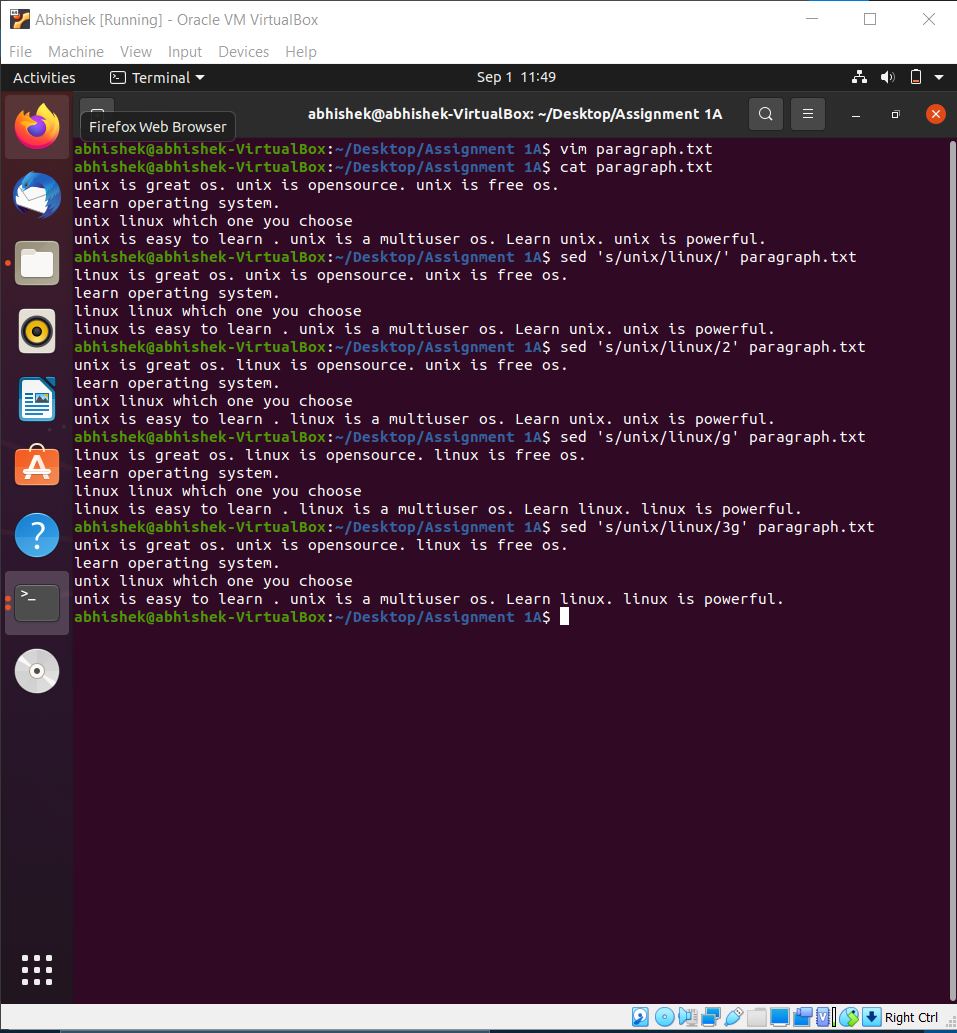 Abhishek [Running] - Oracle VM VirtualBox
File Machine View Input Devices Help
Activities Terminal Sep 1 11:49
abhishek@abhishek-VirtualBox: ~/Desktop/Assignment 1A
Firefox Web Browser
abhishek@abhishek-VirtualBox:~/Desktop/Assignment 1A$ vim paragraph.txt
abhishek@abhishek-VirtualBox:~/Desktop/Assignment 1A$ cat paragraph.txt
unix is great os. unix is opensource. unix is free os.
learn operating system.
unix linux which one you choose
unix is easy to learn . unix is a multiuser os. Learn unix. unix is powerful.
abhishek@abhishek-VirtualBox:~/Desktop/Assignment 1A$ sed 's/unix/linux/' paragraph.txt
linux is great os. unix is opensource. unix is free os.
learn operating system.
linux linux which one you choose
linux is easy to learn . unix is a multiuser os. Learn unix. unix is powerful.
abhishek@abhishek-VirtualBox:~/Desktop/Assignment 1A$ sed 's/unix/linux/2' paragraph.txt
unix is great os. linux is opensource. unix is free os.
learn operating system.
unix linux which one you choose
unix is easy to learn . linux is a multiuser os. Learn unix. unix is powerful.
abhishek@abhishek-VirtualBox:~/Desktop/Assignment 1A$ sed 's/unix/linux/g' paragraph.txt
linux is great os. linux is opensource. linux is free os.
learn operating system.
linux linux which one you choose
linux is easy to learn . linux is a multiuser os. Learn linux. linux is powerful.
abhishek@abhishek-VirtualBox:~/Desktop/Assignment 1A$ sed 's/unix/linux/3g' paragraph.txt
unix is great os. unix is opensource. linux is free os.
learn operating system.
unix linux which one you choose
unix is easy to learn . unix is a multiuser os. Learn linux. linux is powerful.
abhishek@abhishek-VirtualBox:~/Desktop/Assignment 1A$
Right Ctrl